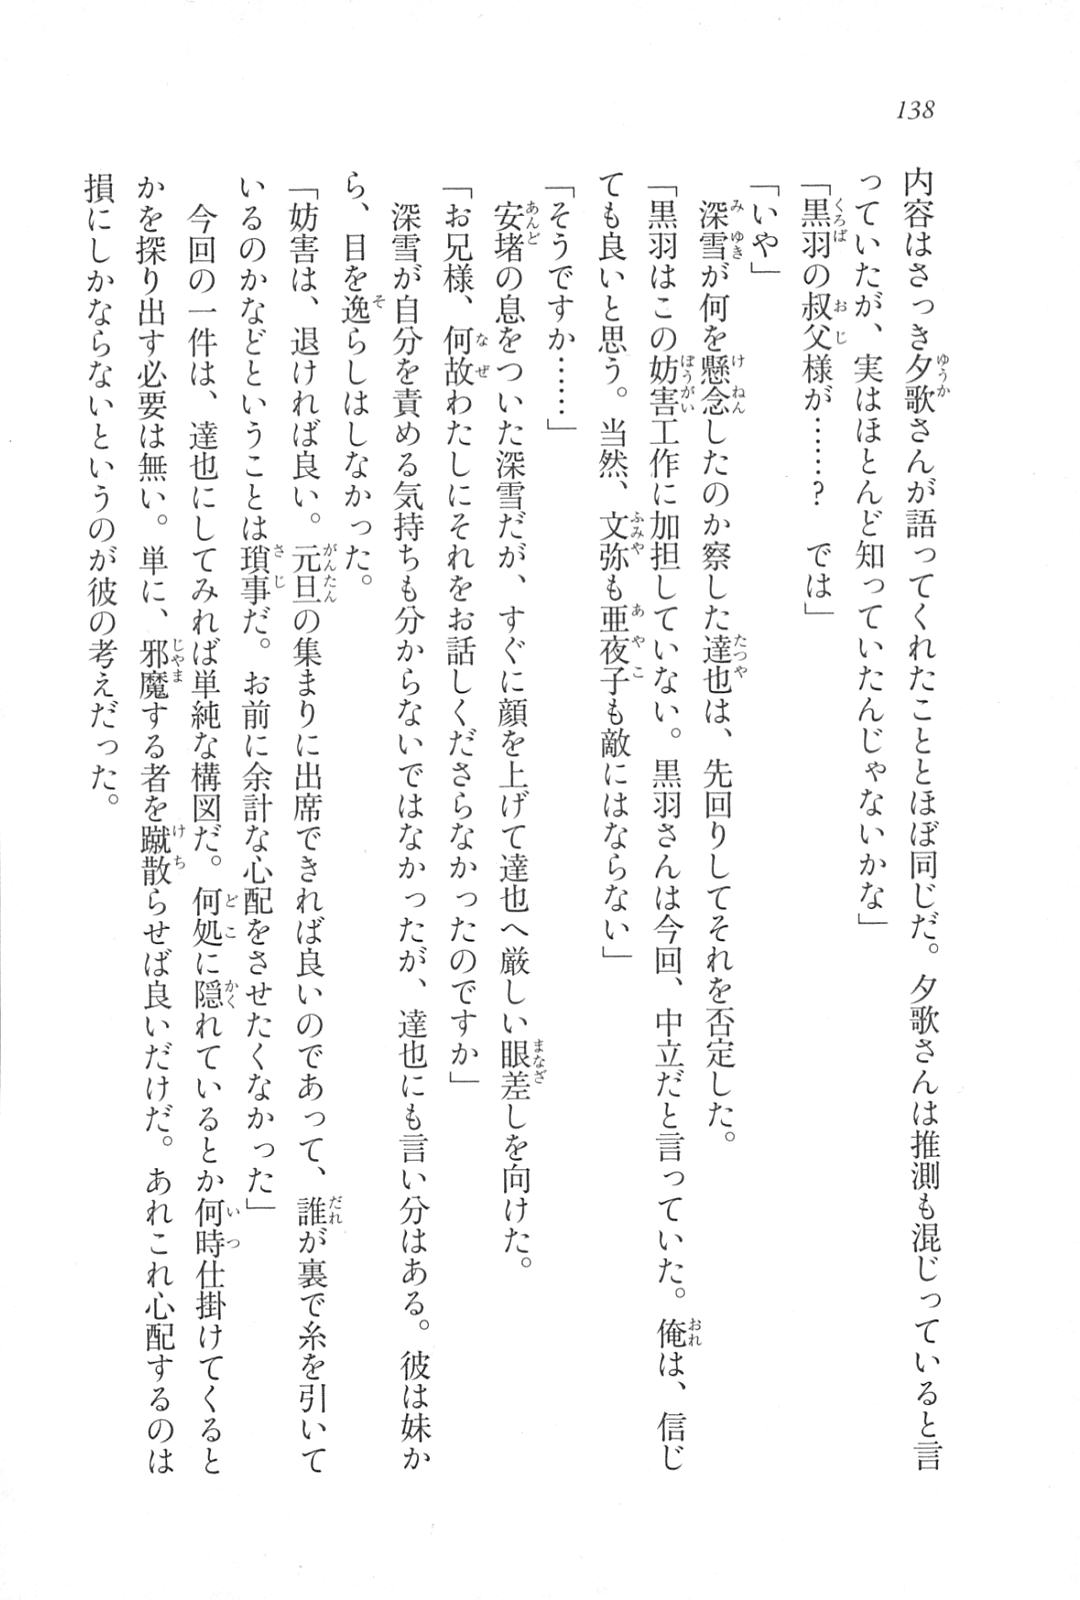 138
内容はさっき夕歌さんが語ってくれたこととほぼ同じだ。夕歌さんは推測も混じっていると言
っていたが、実はほとんど知っていたんじゃないかな」
「黒羽の叔父様が……？　では」
「いや」
　深雪が何を懸念したのか察した達也は、先回りしてそれを否定した。
「黒羽はこの妨害工作に加担していない。黒羽さんは今回、中立だと言っていた。俺は、信じ
ても良いと思う。当然、文弥も亜夜子も敵にはならない」
「そうですか……」
　安堵の息をついた深雪だが、すぐに顔を上げて達也へ厳しい眼差しを向けた。
「お兄様、何故わたしにそれをお話しくださらなかったのですか」
　深雪が自分を責める気持ちも分からないではなかったが、達也にも言い分はある。彼は妹か
ら、目を逸らしはしなかった。
「妨害は、退ければ良い。元旦の集まりに出席できれば良いのであって、誰が裏で糸を引いて
いるのかなどということは瑣事だ。お前に余計な心配をさせたくなかった」
　今回の一件は、達也にしてみれば単純な構図だ。何処に隠れているとか何時仕掛けてくると
かを探り出す必要は無い。単に、邪魔する者を蹴散らせば良いだけだ。あれこれ心配するのは
損にしかならないというのが彼の考えだった。